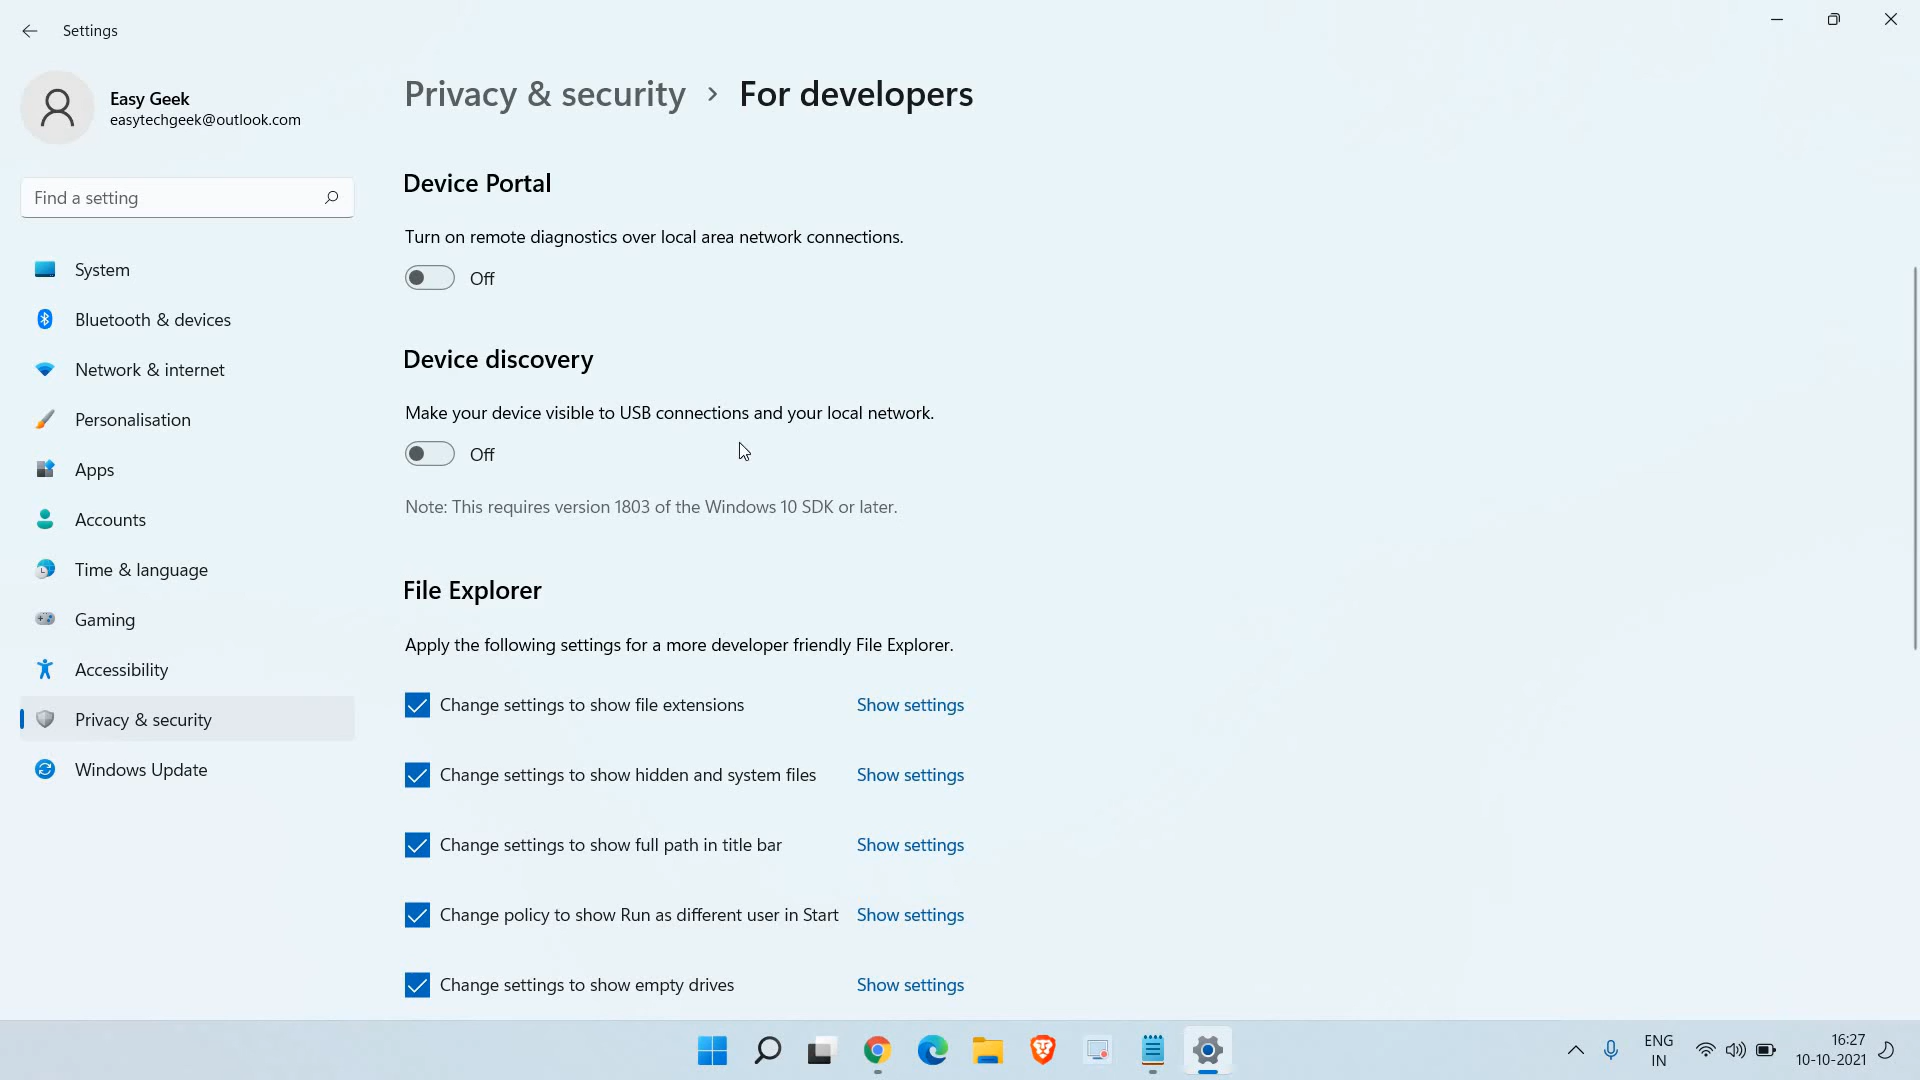 Settings
Easy Geek
easytechgeek@outlook.com
Find a setting
System
Bluetooth & devices
Network & internet
Personalisation
Apps
Accounts
Time & language
Gaming
Accessibility
Privacy & security
Windows Update
Privacy & security > For developers
Device Portal
Turn on remote diagnostics over local area network connections.
Off
Device discovery
Make your device visible to USB connections and your local network.
Off
Note: This requires version 1803 of the Windows 10 SDK or later.
File Explorer
Apply the following settings for a more developer friendly File Explorer.
Change settings to show file extensions Show settings
Change settings to show hidden and system files Show settings
Change settings to show full path in title bar Show settings
Change policy to show Run as different user in Start Show settings
Change settings to show empty drives Show settings
ENG
IN
16:27
10-10-2021